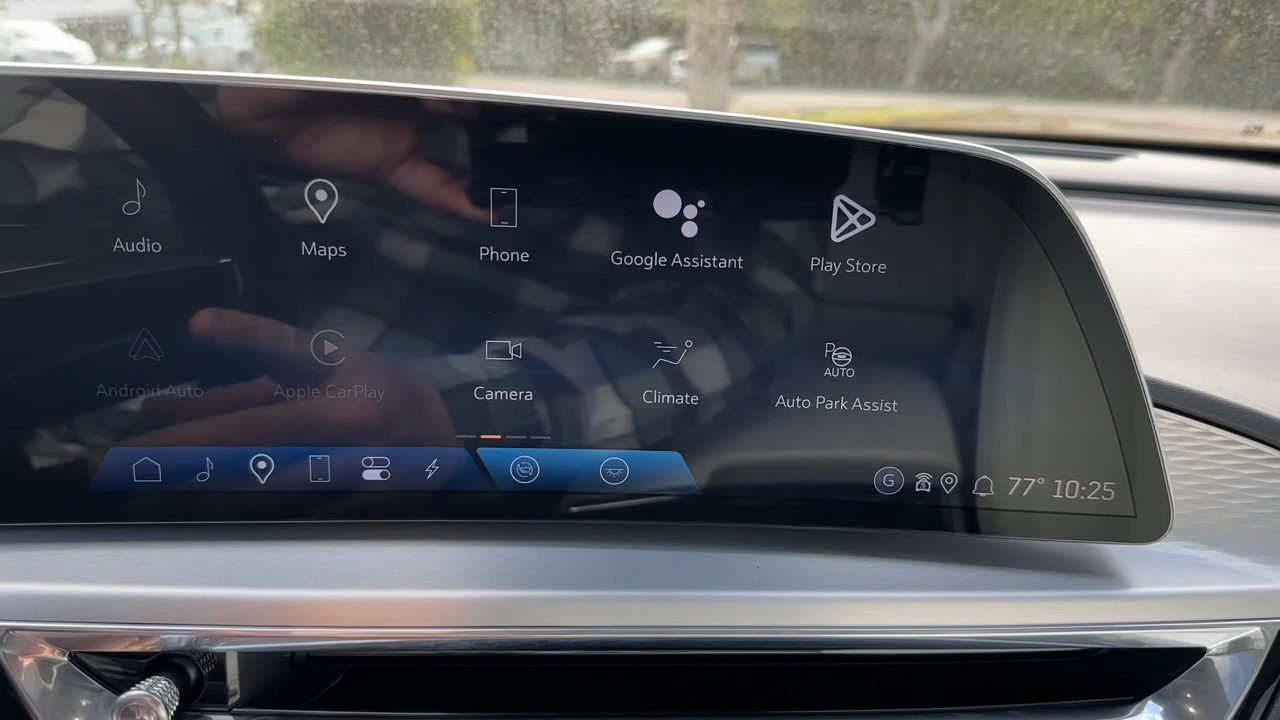 Audio
Maps
Phone
Google Assistant
Play Store
Android Auto
Apple CarPlay
Camera
Climate
P
AUTO
Auto Park Assist
G
77° 10:25